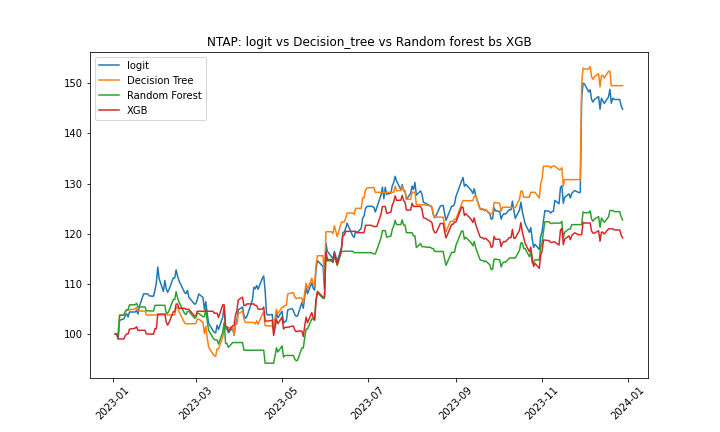 NTAP: logit vs Decision_tree vs Random forest bs XGB
logit
Decision Tree
Random Forest
XGB
150
140
130
120
110
100
2023-01
2023-03
2023-05
2023-07
2023-09
2023-11
2024-01